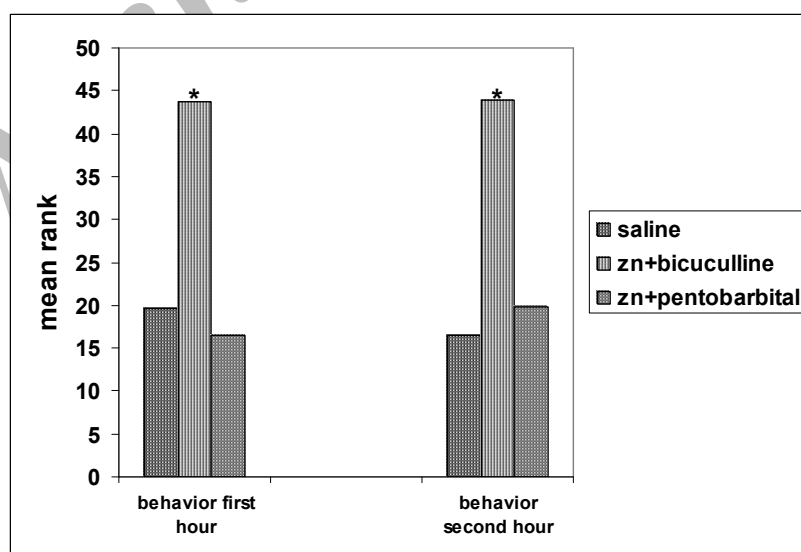 50
45
40
35
30
25
20
15
10
5
0
mean rank
*
*
behavior first
hour
behavior
second hour
saline
zn+bicuculline
zn+pentobarbital